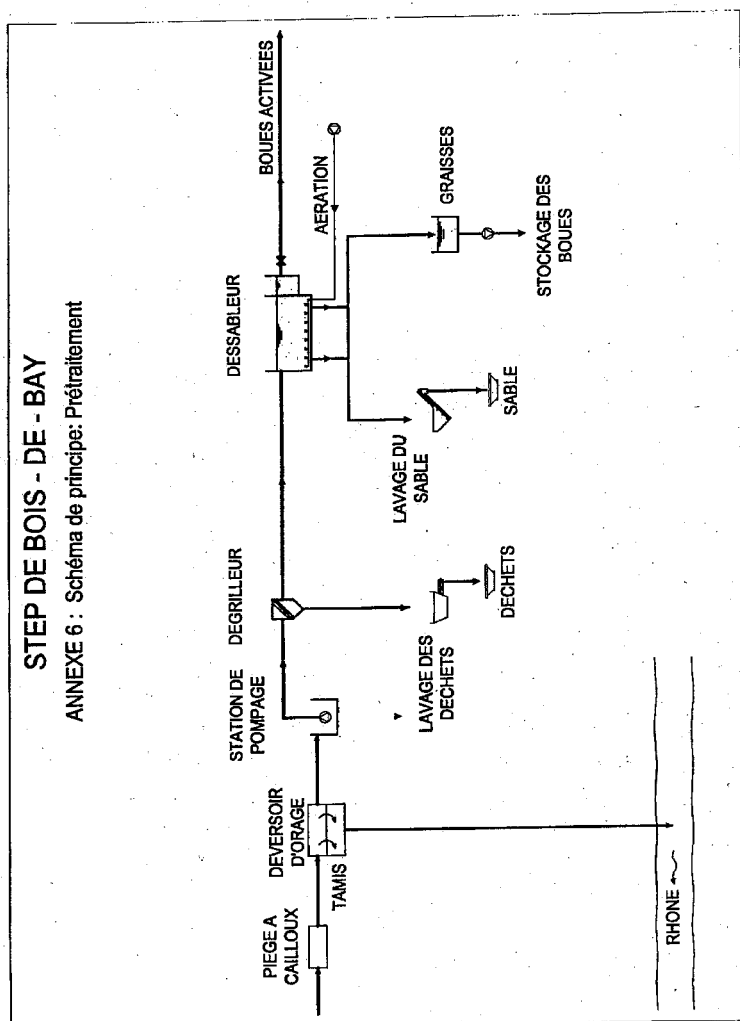 STEP DE BOIS - DE - BAY
ANNEXE 6 : Schéma de principe: Prétraitement
PIEGE A
CAILLOUX
DEVERSOIR
D'ORAGE
TAMIS
STATION DE
POMPAGE
DEGRILLEUR
DESSABLEUR
BOUES ACTIVEES
AERATION
LAVAGE DES
DECHETS
DECHETS
LAVAGE DU
SABLE
SABLE
GRAISSES
STOCKAGE DES
BOUES
RHONE